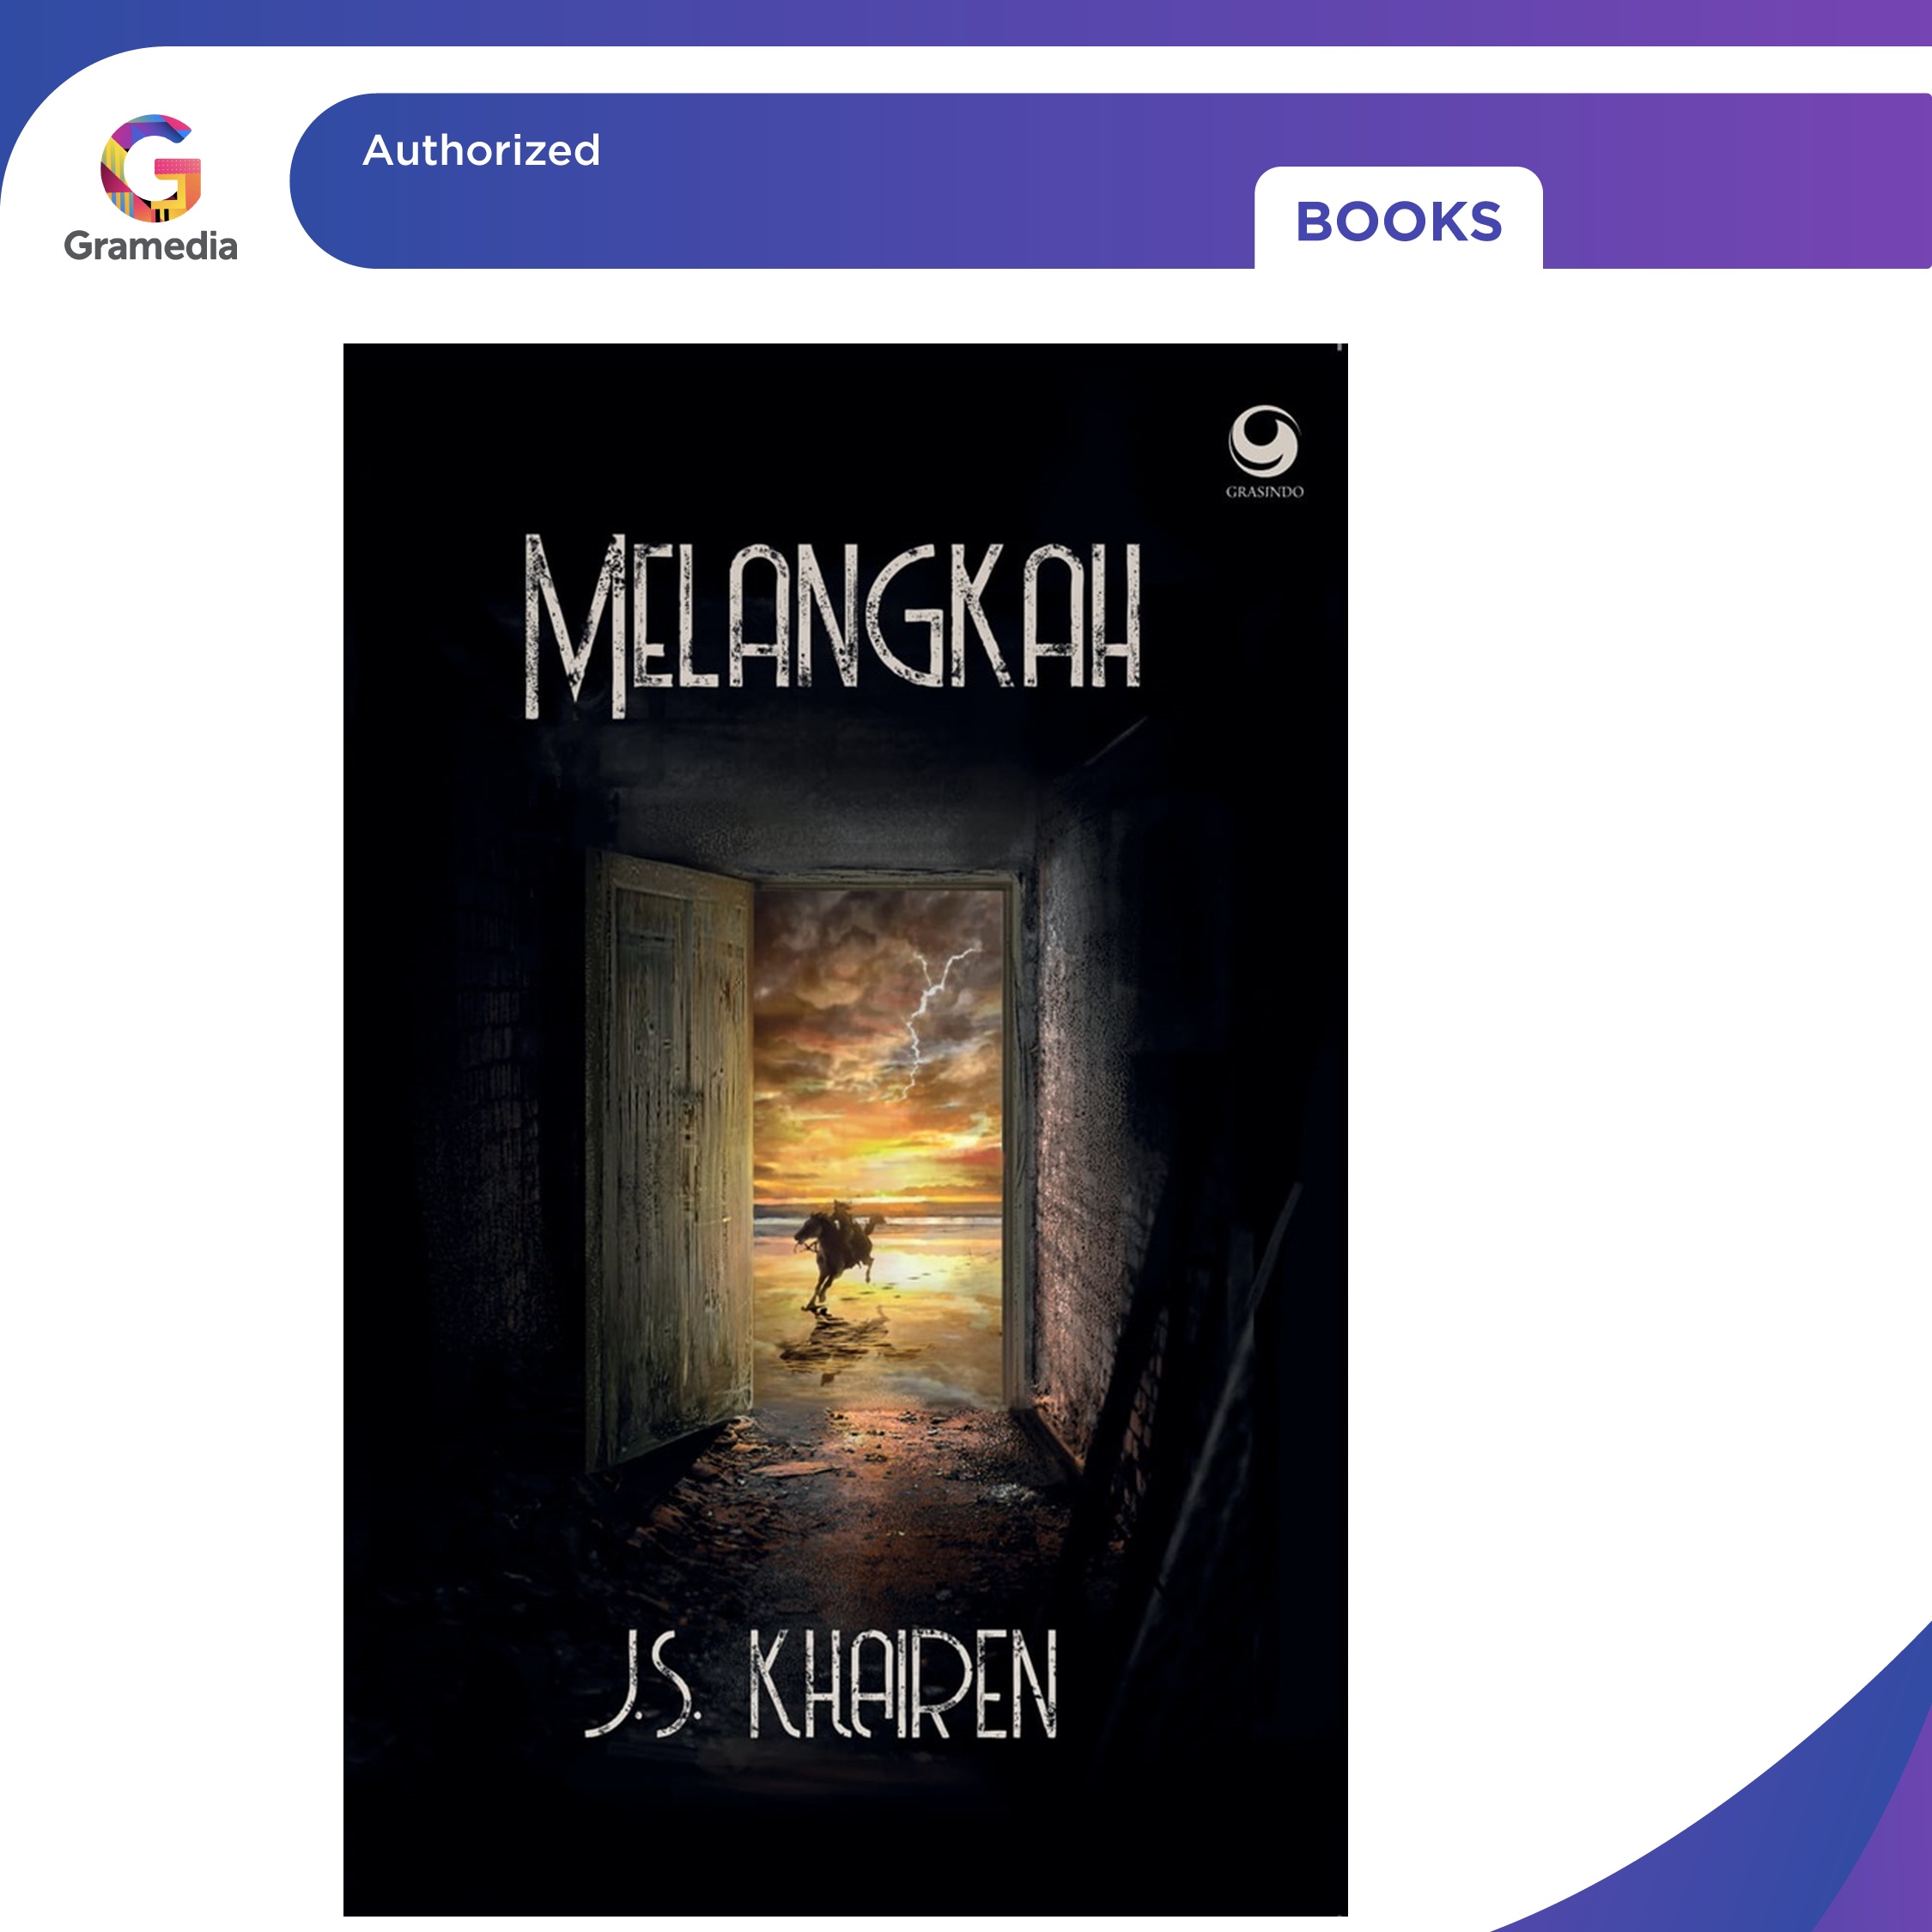 Authorized
Gramedia
BOOKS
GRASINDO
MELANGKAH
J.S. KHAIREN